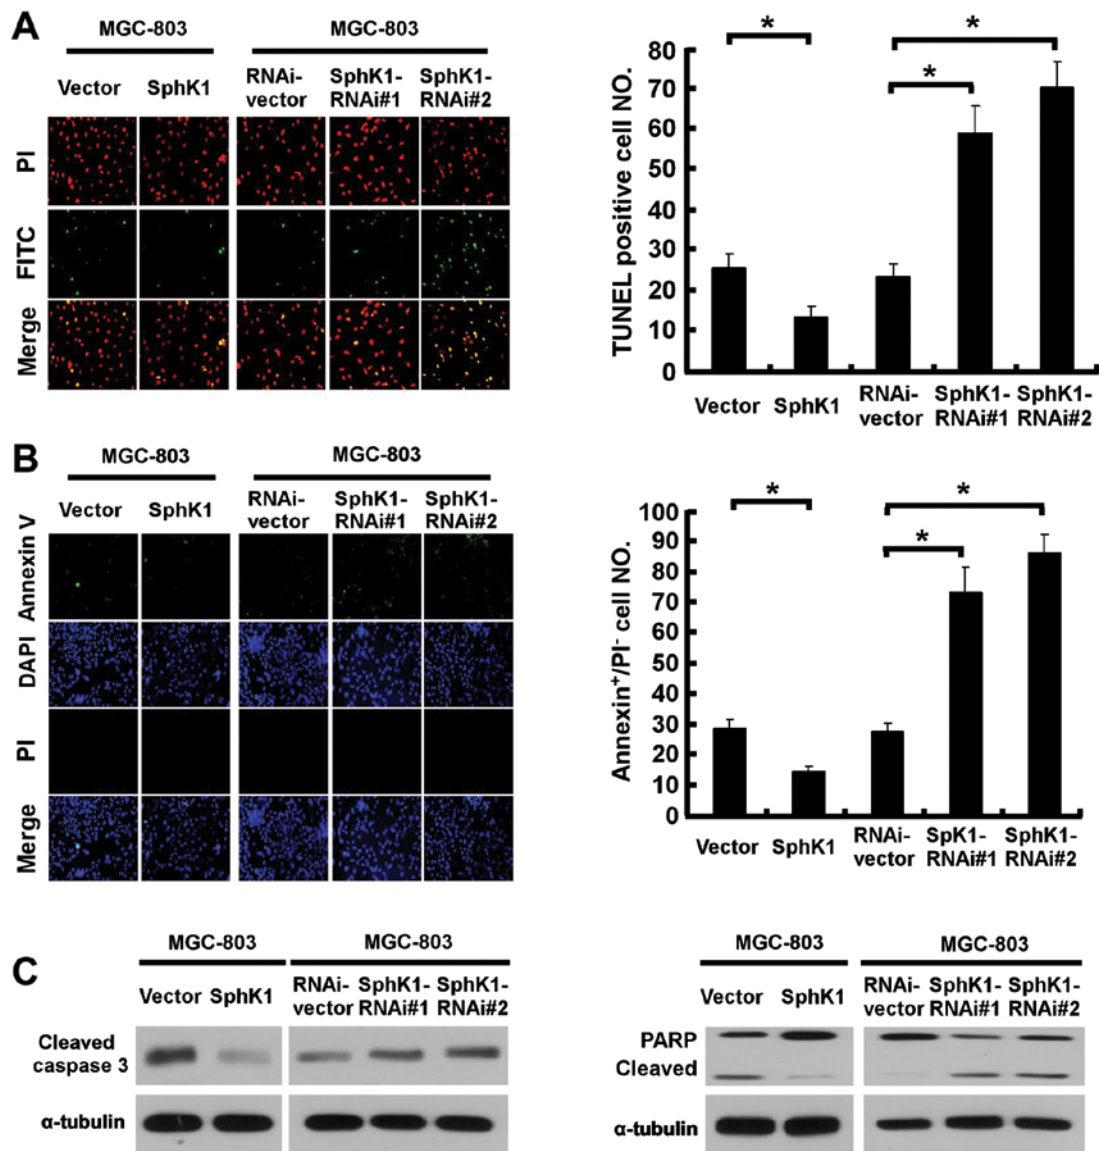 A
MGC-803
MGC-803
Vector
SphK1
RNAi-
vector
SphK1-
RNAi#1
SphK1-
RNAi#2
PI
FITC
Merge
TUNEL positive cell NO.
80
70
60
50
40
30
20
10
0
*
*
*
Vector
SphK1
RNAi-
vector
SphK1-
RNAi#1
SphK1-
RNAi#2
B
MGC-803
MGC-803
Vector
SphK1
RNAi-
vector
SphK1-
RNAi#1
SphK1-
RNAi#2
Annexin V
DAPI
PI
Merge
Annexin⁺/PI⁻ cell NO.
100
90
80
70
60
50
40
30
20
10
0
*
*
*
Vector
SphK1
RNAi-
vector
SpK1-
RNAi#1
SphK1-
RNAi#2
C
MGC-803
MGC-803
Vector
SphK1
RNAi-
vector
SphK1-
RNAi#1
SphK1-
RNAi#2
Cleaved
caspase 3
α-tubulin
MGC-803
MGC-803
Vector
SphK1
RNAi-
vector
SphK1-
RNAi#1
SphK1-
RNAi#2
PARP
Cleaved
α-tubulin